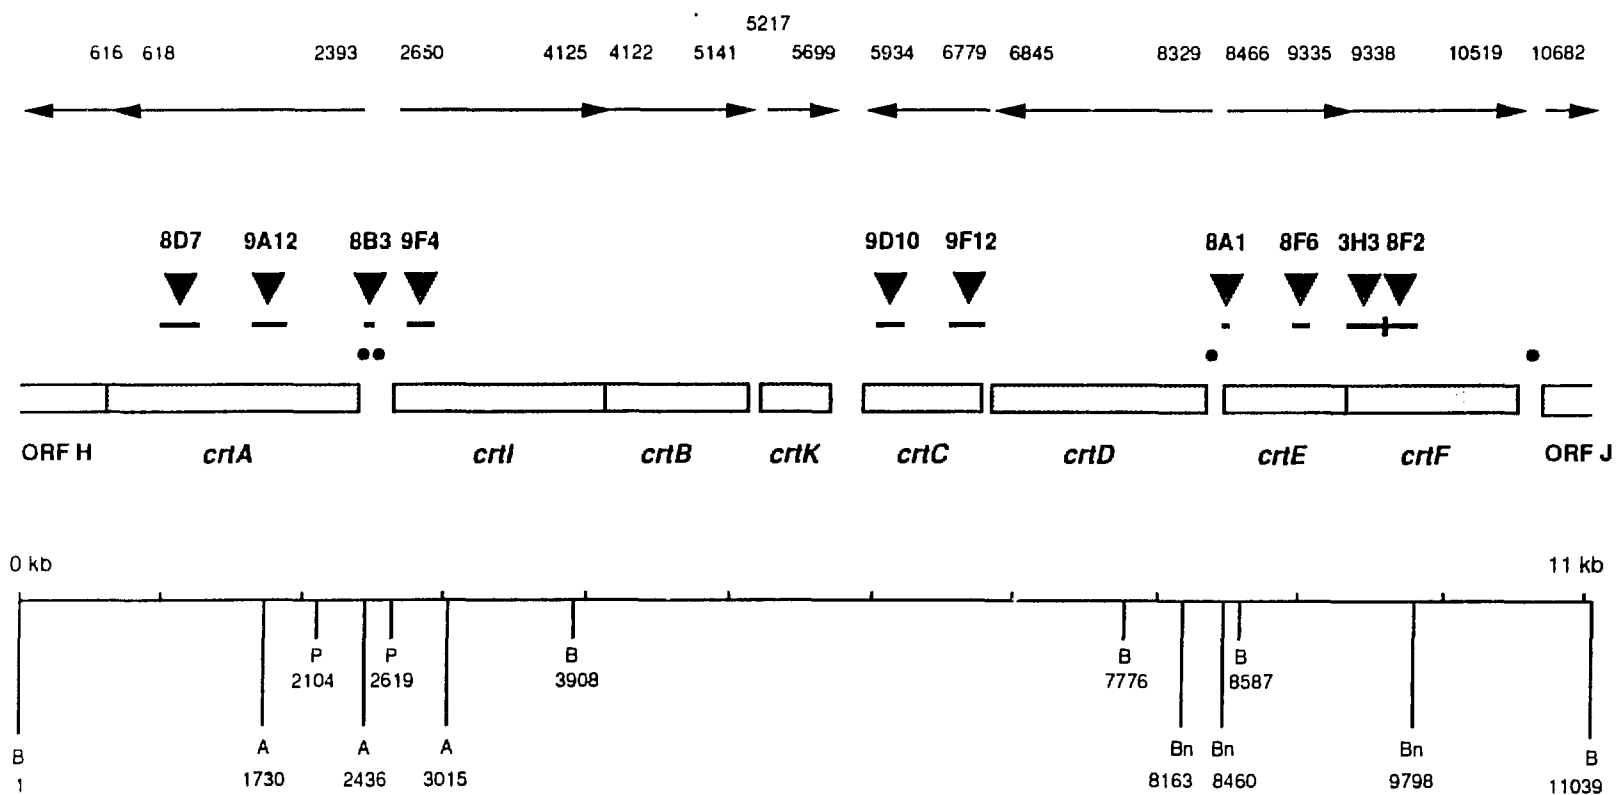 5217
616 618 2393 2650 4125 4122 5141 5699 5934 6779 6845 8329 8466 9335 9338 10519 10682
8D7 9A12 8B3 9F4 9D10 9F12 8A1 8F6 3H3 8F2
ORF H crtA crtI crtB crtK crtC crtD crtE crtF ORF J
0 kb 11 kb
P P B B B
2104 2619 3908 7776 8587
B A A A Bn Bn Bn B
1 1730 2436 3015 8163 8460 9798 11039